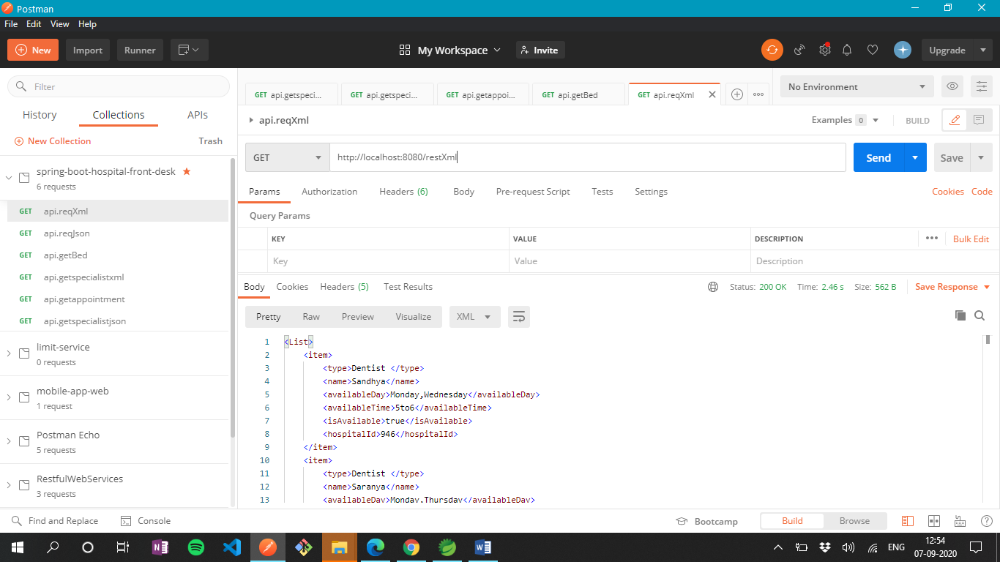 Postman
File Edit View Help
New Import Runner My Workspace Invite Upgrade
Filter
History Collections APIs
New Collection Trash
spring-boot-hospital-front-desk
6 requests
GET api.reqXml
GET api.reqJson
GET api.getBed
GET api.getspecialistxml
GET api.getappointment
GET api.getspecialistjson
limit-service
0 requests
mobile-app-web
1 request
Postman Echo
5 requests
RestfulWebServices
3 requests
GET api.getspeci... GET api.getspeci... GET api.getappoi... GET api.getBed GET api.reqXml
No Environment
api.reqXml Examples 0 BUILD
GET http://localhost:8080/restXml Send Save
Params Authorization Headers (6) Body Pre-request Script Tests Settings Cookies Code
Query Params
KEY VALUE DESCRIPTION Bulk Edit
Key Value Description
Body Cookies Headers (5) Test Results Status: 200 OK Time: 2.46 s Size: 562 B Save Response
Pretty Raw Preview Visualize XML
1 <List>
2 <item>
3 <type>Dentist </type>
4 <name>Sandhya</name>
5 <availableDay>Monday,Wednesday</availableDay>
6 <availableTime>5to6</availableTime>
7 <isAvailable>true</isAvailable>
8 <hospitalId>946</hospitalId>
9 </item>
10 <item>
11 <type>Dentist </type>
12 <name>Saranya</name>
13 <availableDay>Monday,Thursday</availableDay>
Find and Replace Console Bootcamp Build Browse
ENG
12:54
07-09-2020